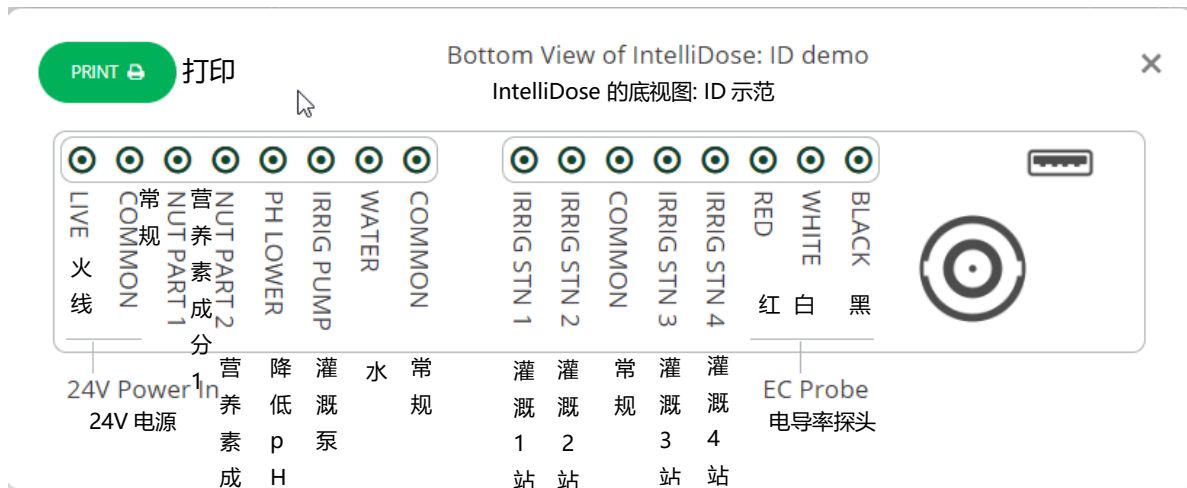 PRINT 打印
Bottom View of IntelliDose: ID demo
IntelliDose 的底视图: ID 示范
LIVE
火线
COMMON
常规
NUT PART 1
营养素成分1
NUT PART 2
营养素成
PH LOWER
降低pH
IRRIG PUMP
灌溉泵
WATER
水
COMMON
常规
IRRIG STN 1
灌溉1站
IRRIG STN 2
灌溉2站
COMMON
常规
IRRIG STN 3
灌溉3站
IRRIG STN 4
灌溉4站
RED
红
WHITE
白
BLACK
黑
24V Power In
24V 电源
EC Probe
电导率探头